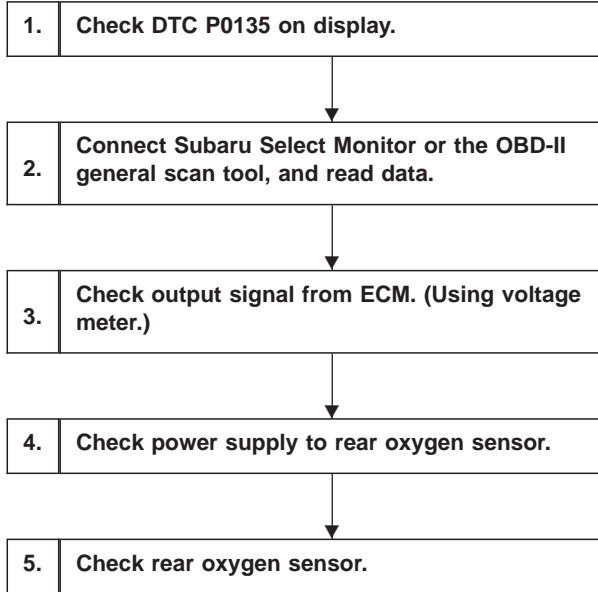 1. Check DTC P0135 on display.
2. Connect Subaru Select Monitor or the OBD-II
general scan tool, and read data.
3. Check output signal from ECM. (Using voltage
meter.)
4. Check power supply to rear oxygen sensor.
5. Check rear oxygen sensor.